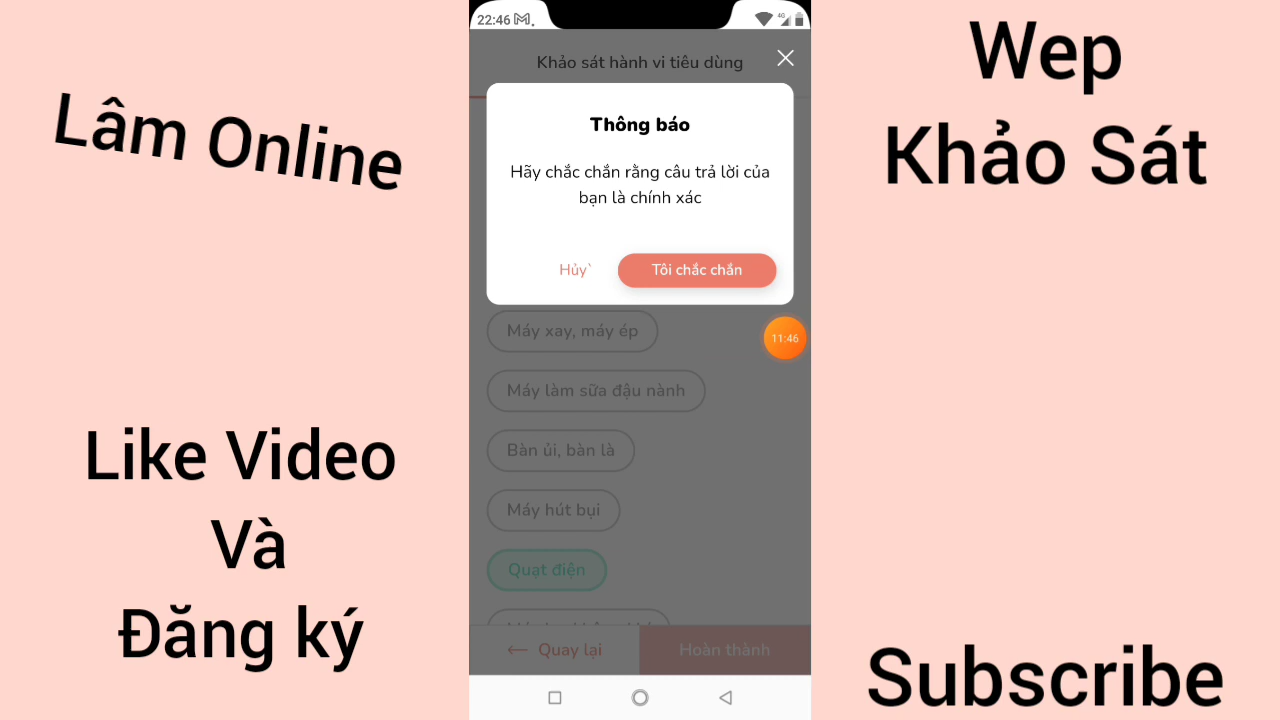 Lâm Online
Like Video
Và
Đăng ký
22:46
4G
Khảo sát hành vi tiêu dùng
Thông báo
Hãy chắc chắn rằng câu trả lời của
bạn là chính xác
Hủy`
Tôi chắc chắn
Máy xay, máy ép
11:46
Máy làm sữa đậu nành
Bàn ủi, bàn là
Máy hút bụi
Quạt điện
Quay lại
Hoàn thành
Wep
Khảo Sát
Subscribe